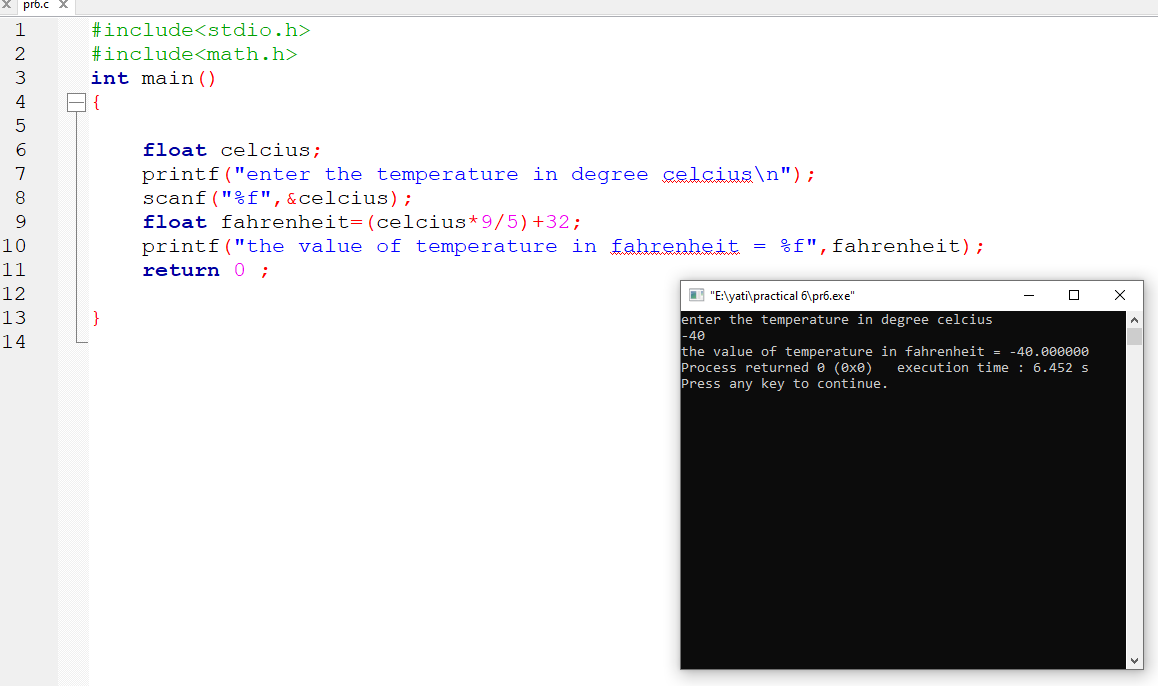 pr6.c
1 #include<stdio.h>
2 #include<math.h>
3 int main()
4 {
5
6 float celcius;
7 printf("enter the temperature in degree celcius\n");
8 scanf("%f",&celcius);
9 float fahrenheit=(celcius*9/5)+32;
10 printf("the value of temperature in fahrenheit = %f",fahrenheit);
11 return 0 ;
12
13 }
14
"E:\yati\practical 6\pr6.exe"
enter the temperature in degree celcius
-40
the value of temperature in fahrenheit = -40.000000
Process returned 0 (0x0)   execution time : 6.452 s
Press any key to continue.